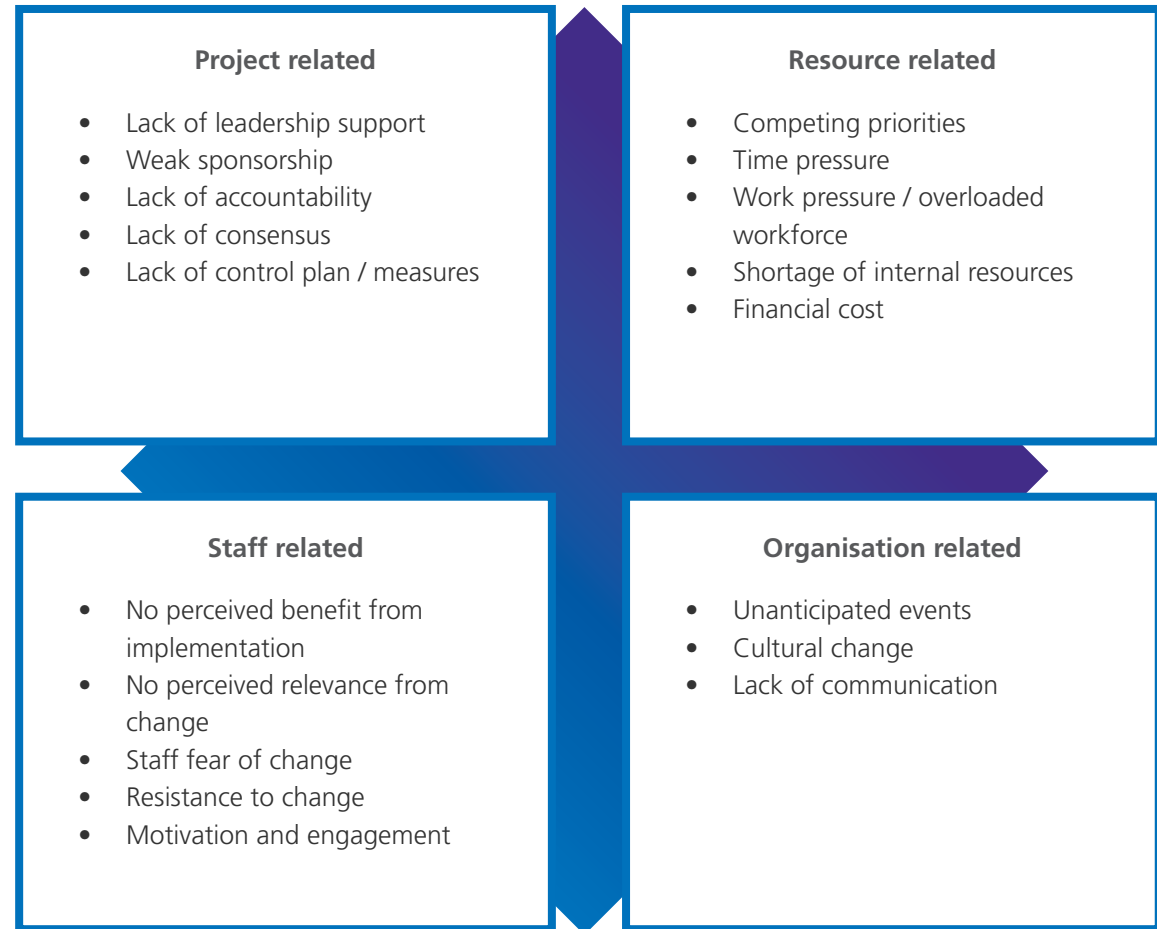 Project related
• Lack of leadership support
• Weak sponsorship
• Lack of accountability
• Lack of consensus
• Lack of control plan / measures
Resource related
• Competing priorities
• Time pressure
• Work pressure / overloaded
workforce
• Shortage of internal resources
• Financial cost
Staff related
• No perceived benefit from
implementation
• No perceived relevance from
change
• Staff fear of change
• Resistance to change
• Motivation and engagement
Organisation related
• Unanticipated events
• Cultural change
• Lack of communication